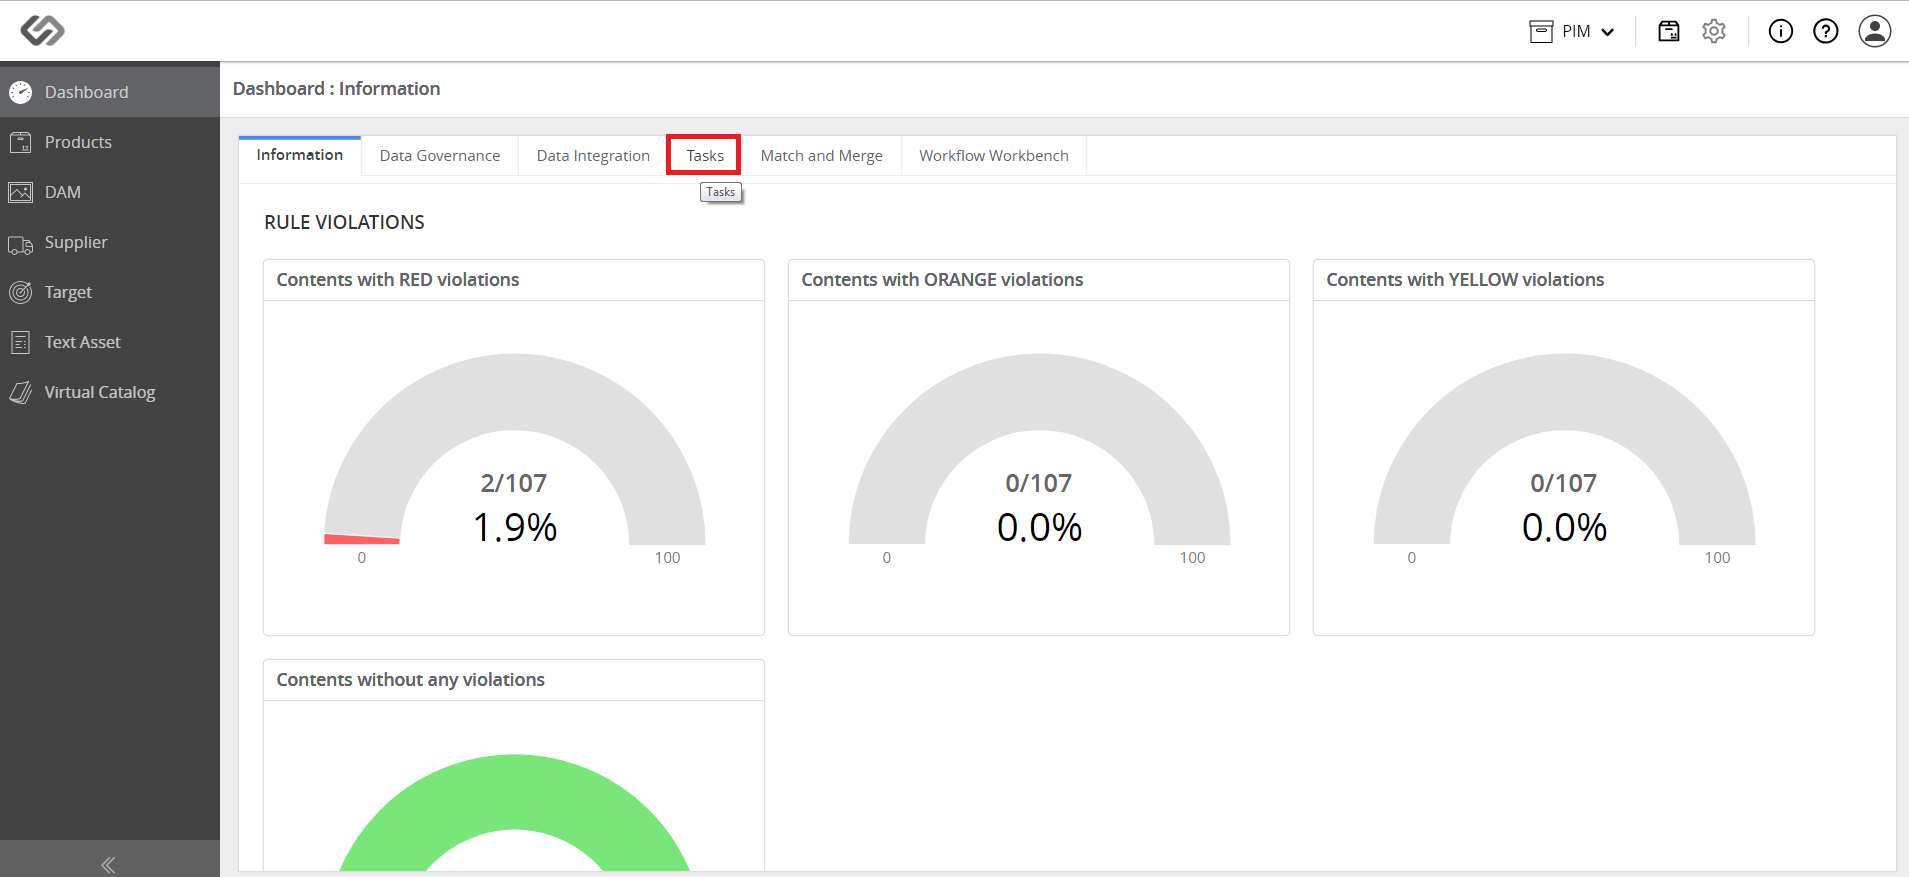 PIM
Dashboard
Products
DAM
Supplier
Target
Text Asset
Virtual Catalog
Dashboard : Information
Information
Data Governance
Data Integration
Tasks
Match and Merge
Workflow Workbench
Tasks
RULE VIOLATIONS
Contents with RED violations
2/107
1.9%
0
100
Contents with ORANGE violations
0/107
0.0%
0
100
Contents with YELLOW violations
0/107
0.0%
0
100
Contents without any violations